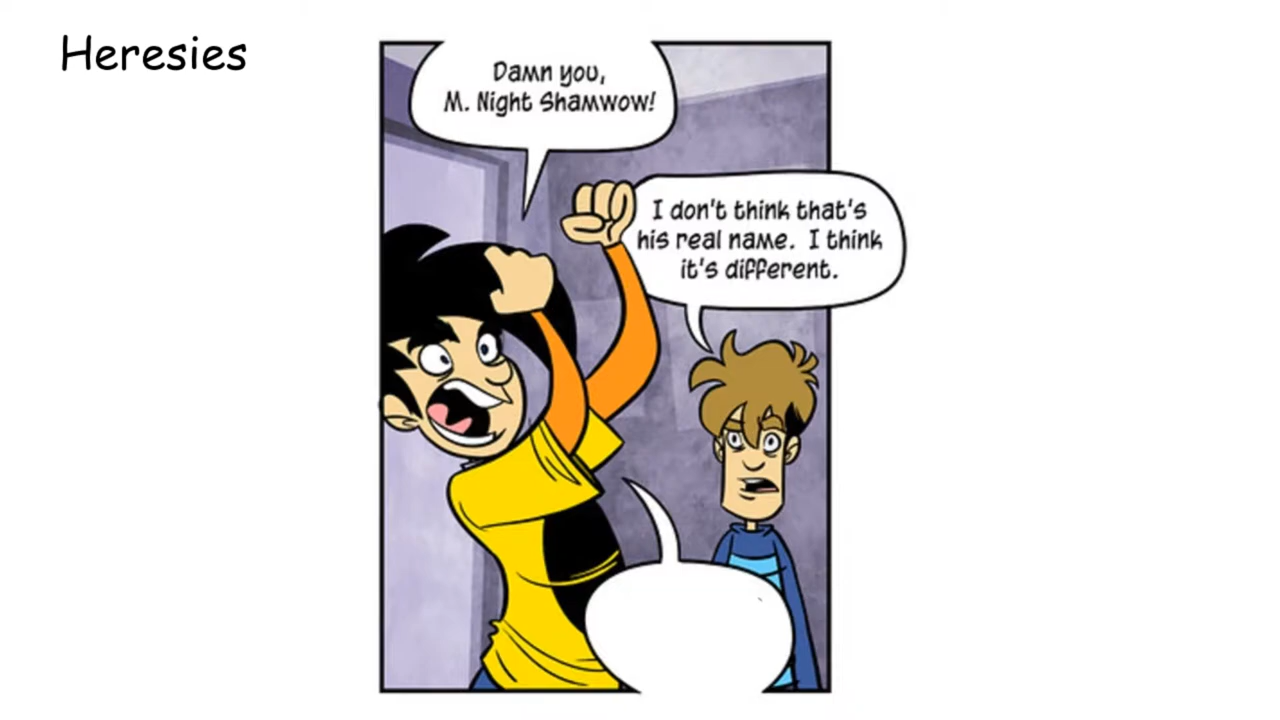 Heresies
Damn you,
M. Night Shamwow!
I don't think that's
his real name. I think
it's different.